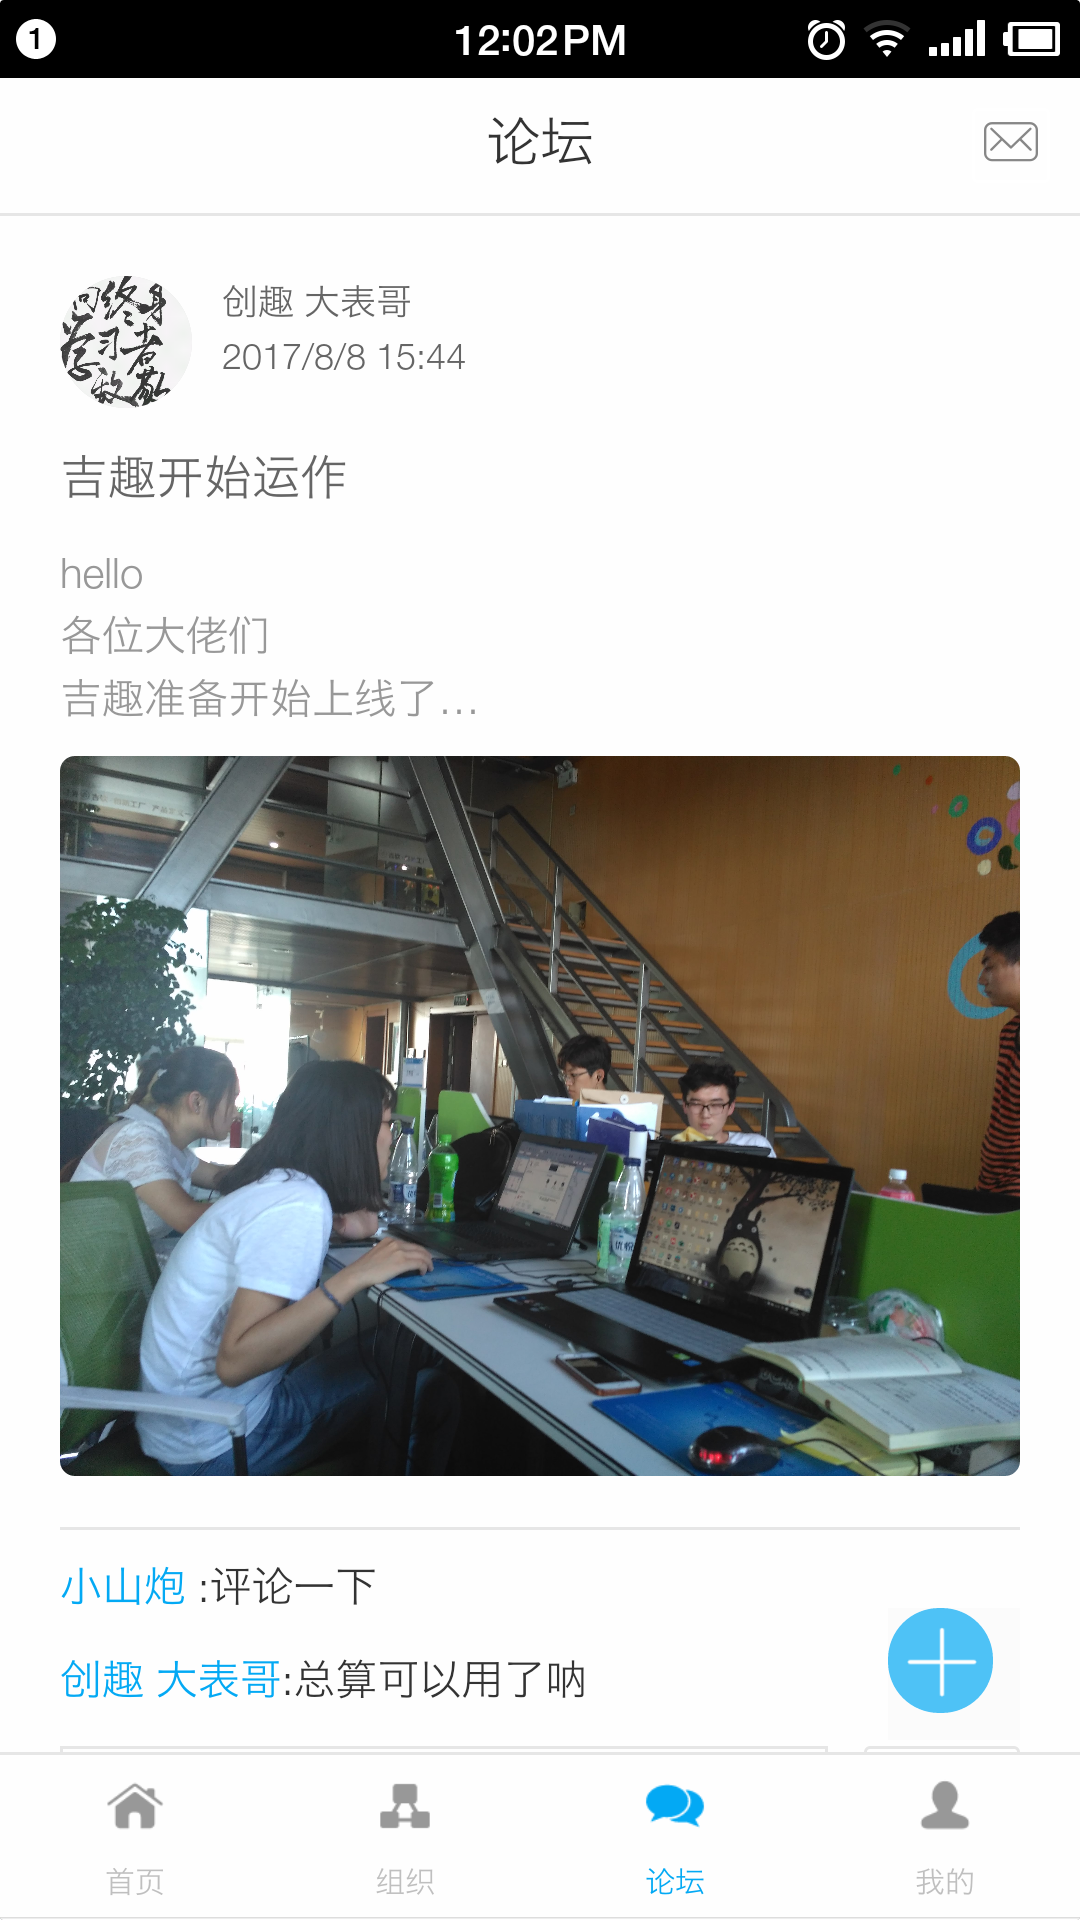 1
12:02PM
论坛
问终身
学习者
致敬
创趣 大表哥
2017/8/8 15:44
吉趣开始运作
hello
各位大佬们
吉趣准备开始上线了...
小山炮 :评论一下
创趣 大表哥:总算可以用了呐
首页
组织
论坛
我的